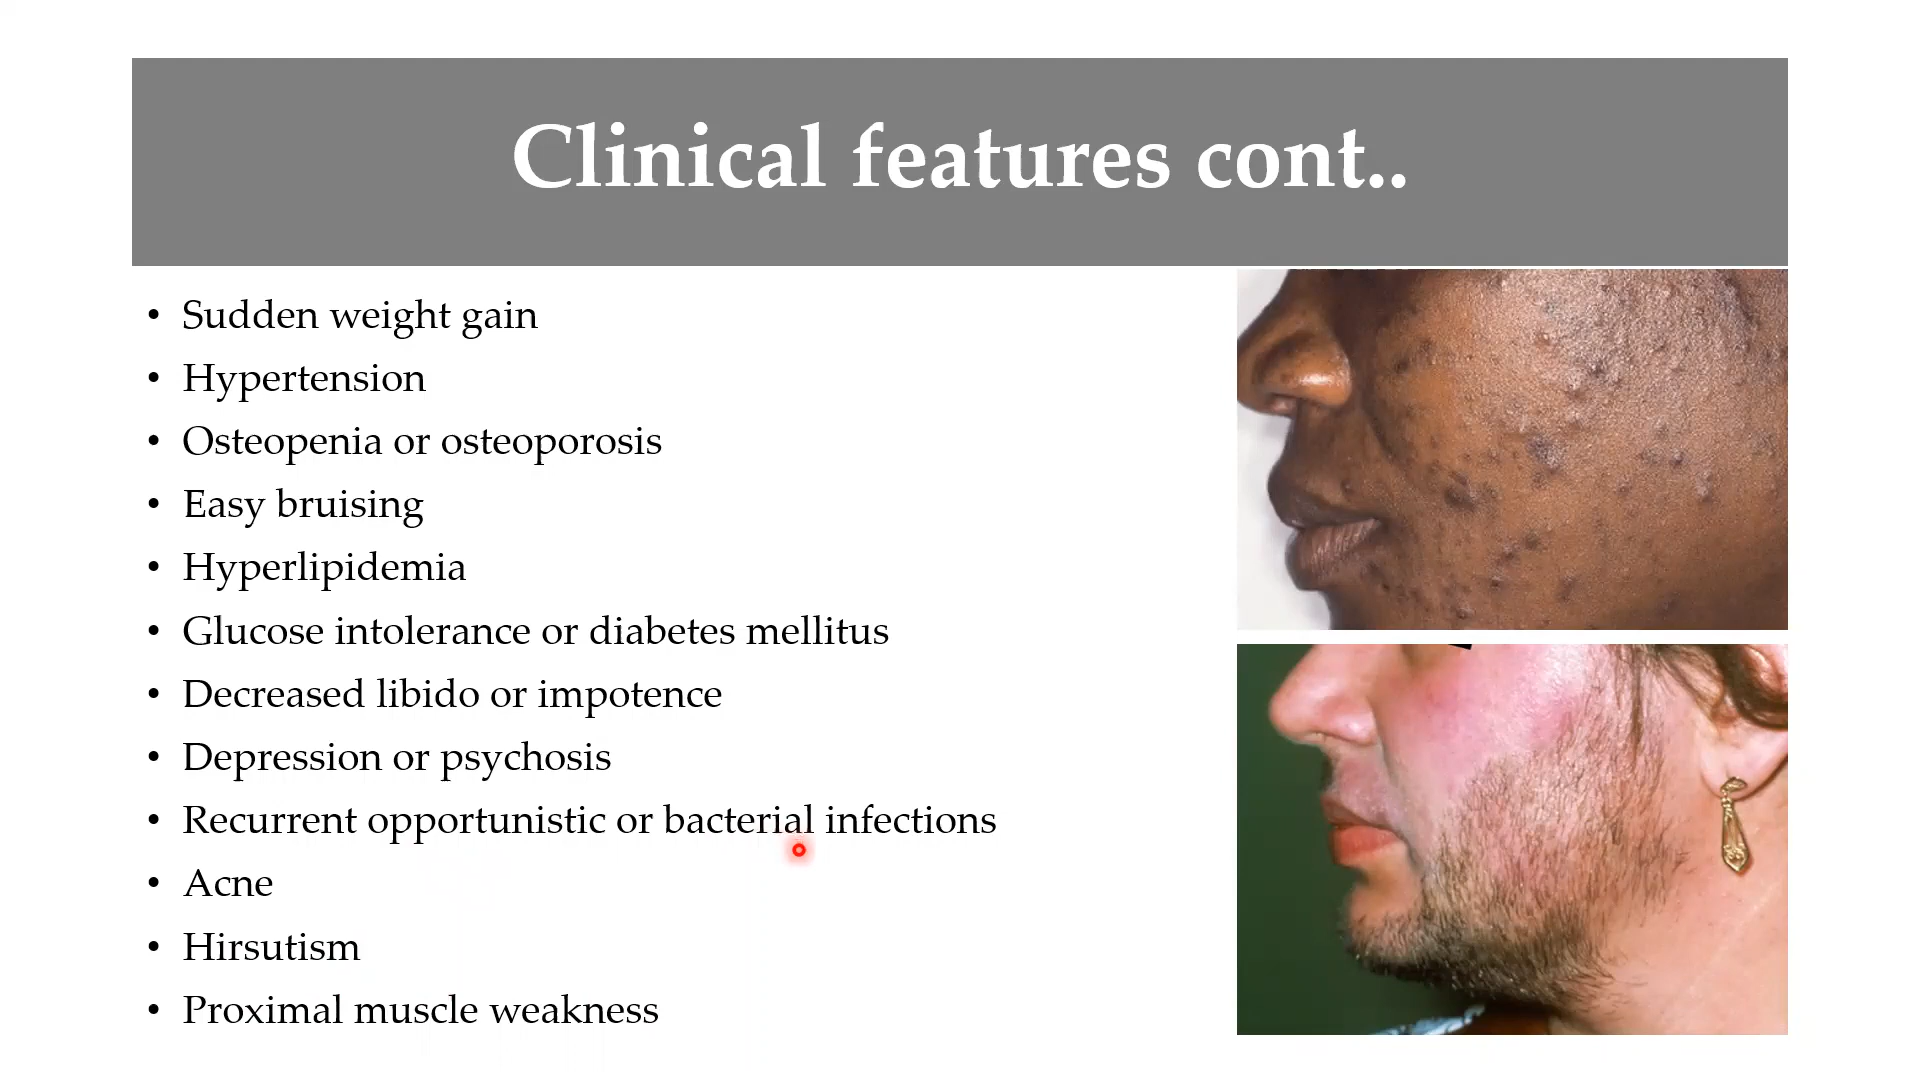 Clinical features cont..
• Sudden weight gain
• Hypertension
• Osteopenia or osteoporosis
• Easy bruising
• Hyperlipidemia
• Glucose intolerance or diabetes mellitus
• Decreased libido or impotence
• Depression or psychosis
• Recurrent opportunistic or bacterial infections
• Acne
• Hirsutism
• Proximal muscle weakness